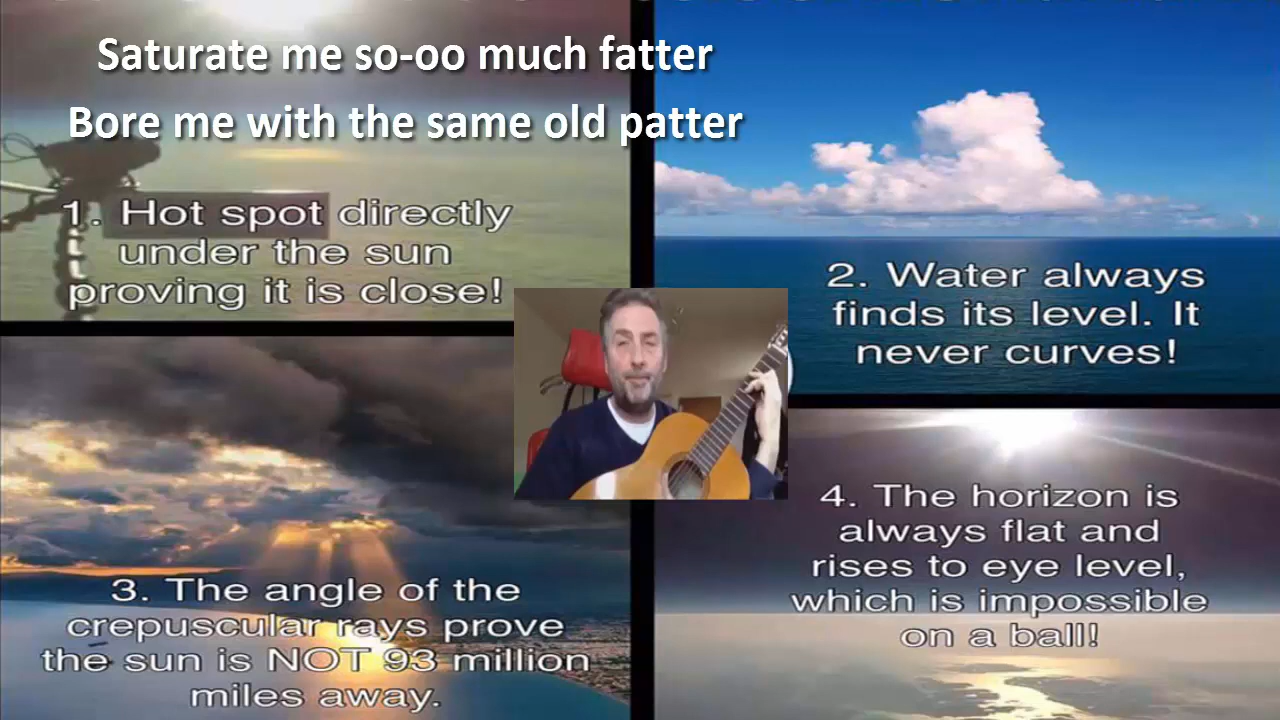 Saturate me so-oo much fatter
Bore me with the same old patter
1. Hot spot directly
under the sun
proving it is close!
2. Water always
finds its level. It
never curves!
3. The angle of the
crepuscular rays prove
the sun is NOT 93 million
miles away.
4. The horizon is
always flat and
rises to eye level,
which is impossible
on a ball!